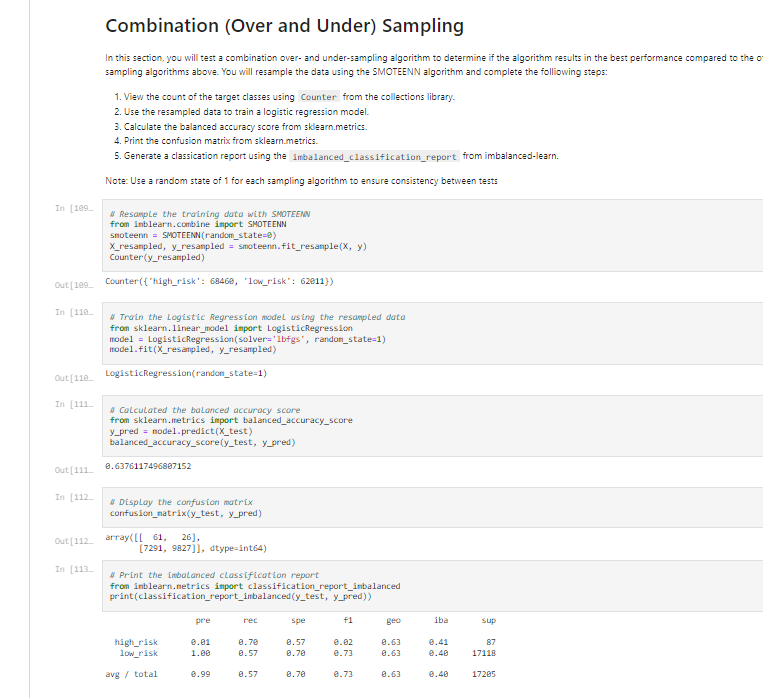 Combination (Over and Under) Sampling
In this section, you will test a combination over- and under-sampling algorithm to determine if the algorithm results in the best performance compared to the
sampling algorithms above. You will resample the data using the SMOTEENN algorithm and complete the folliowing steps:
1. View the count of the target classes using Counter from the collections library.
2. Use the resampled data to train a logistic regression model.
3. Calculate the balanced accuracy score from sklearn.metrics.
4. Print the confusion matrix from sklearn.metrics.
5. Generate a classication report using the imbalanced_classification_report from imbalanced-learn.
Note: Use a random state of 1 for each sampling algorithm to ensure consistency between tests
In [109…
# Resample the training data with SMOTEENN
from imblearn.combine import SMOTEENN
smoteenn = SMOTEENN(random_state=0)
X_resampled, y_resampled = smoteenn.fit_resample(X, y)
Counter(y_resampled)
Out[109…
Counter({'high_risk': 68460, 'low_risk': 62011})
In [110…
# Train the Logistic Regression model using the resampled data
from sklearn.linear_model import LogisticRegression
model = LogisticRegression(solver='lbfgs', random_state=1)
model.fit(X_resampled, y_resampled)
Out[110…
LogisticRegression(random_state=1)
In [111…
# Calculated the balanced accuracy score
from sklearn.metrics import balanced_accuracy_score
y_pred = model.predict(X_test)
balanced_accuracy_score(y_test, y_pred)
Out[111…
0.6376117496807152
In [112…
# Display the confusion matrix
confusion_matrix(y_test, y_pred)
Out[112…
array([[ 61, 26],
[7291, 9827]], dtype=int64)
In [113…
# Print the imbalanced classification report
from imblearn.metrics import classification_report_imbalanced
print(classification_report_imbalanced(y_test, y_pred))
pre rec spe f1 geo iba sup
high_risk 0.01 0.70 0.57 0.02 0.63 0.41 87
low_risk 1.00 0.57 0.70 0.73 0.63 0.40 17118
avg / total 0.99 0.57 0.70 0.73 0.63 0.40 17205